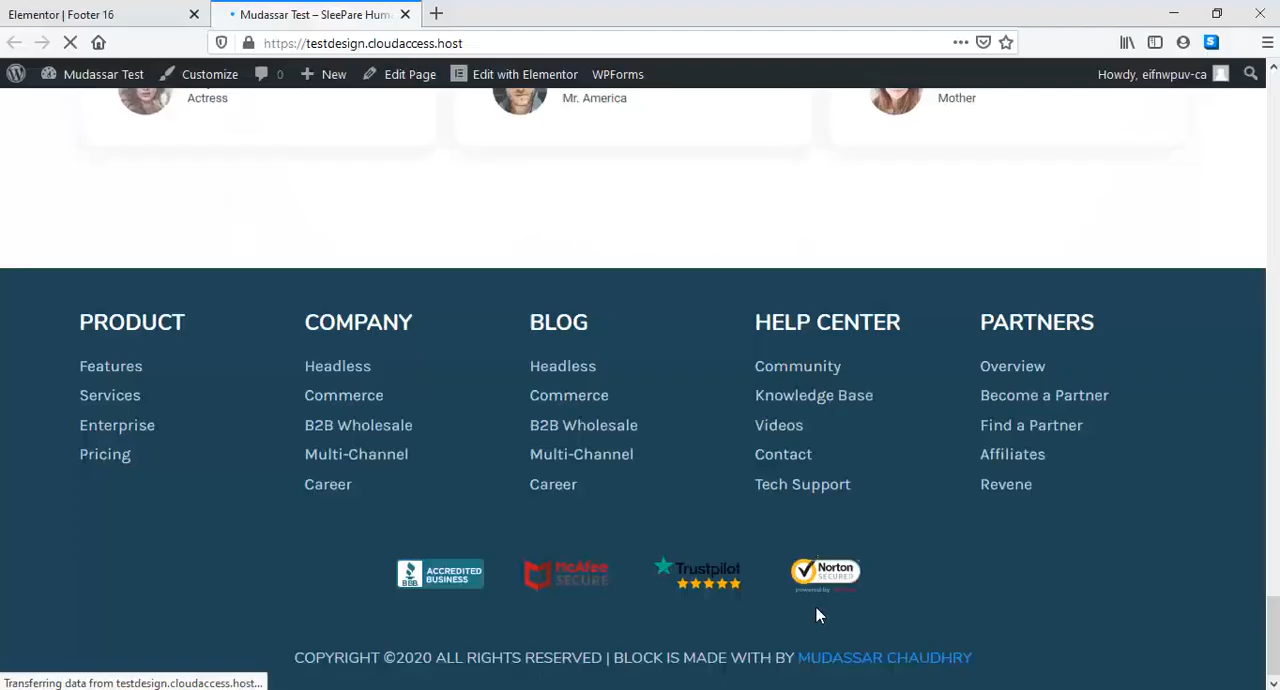 Elementor | Footer 16
Mudassar Test – SleePare Hum
https://testdesign.cloudaccess.host
Mudassar Test
Customize
0
New
Edit Page
Edit with Elementor
WPForms
Howdy, eifnwpuv-ca
Actress
Mr. America
Mother
PRODUCT
Features
Services
Enterprise
Pricing
COMPANY
Headless
Commerce
B2B Wholesale
Multi-Channel
Career
BLOG
Headless
Commerce
B2B Wholesale
Multi-Channel
Career
HELP CENTER
Community
Knowledge Base
Videos
Contact
Tech Support
PARTNERS
Overview
Become a Partner
Find a Partner
Affiliates
Revene
BBB
ACCREDITED
BUSINESS
McAfee
SECURE
Trustpilot
Norton
SECURED
powered by
COPYRIGHT ©2020 ALL RIGHTS RESERVED | BLOCK IS MADE WITH BY MUDASSAR CHAUDHRY
Transferring data from testdesign.cloudaccess.host...